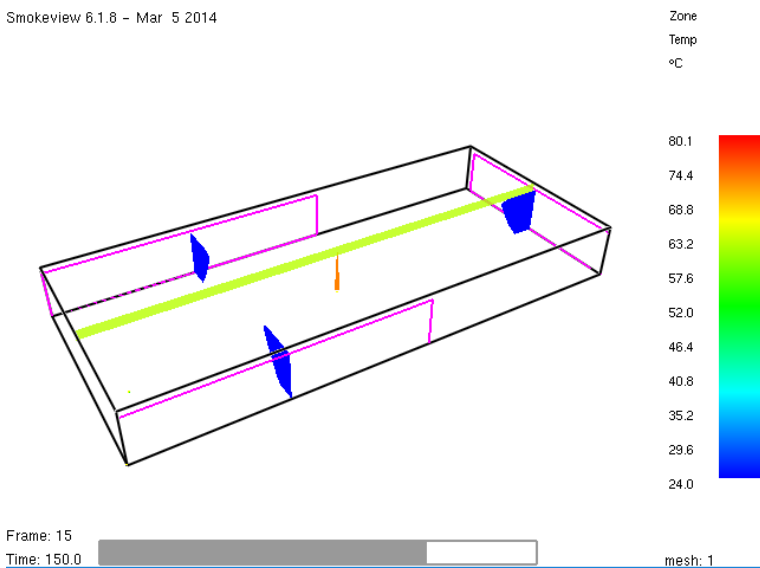 Smokeview 6.1.8 - Mar 5 2014
Zone
Temp
°C
80.1
74.4
68.8
63.2
57.6
52.0
46.4
40.8
35.2
29.6
24.0
Frame: 15
Time: 150.0
mesh: 1